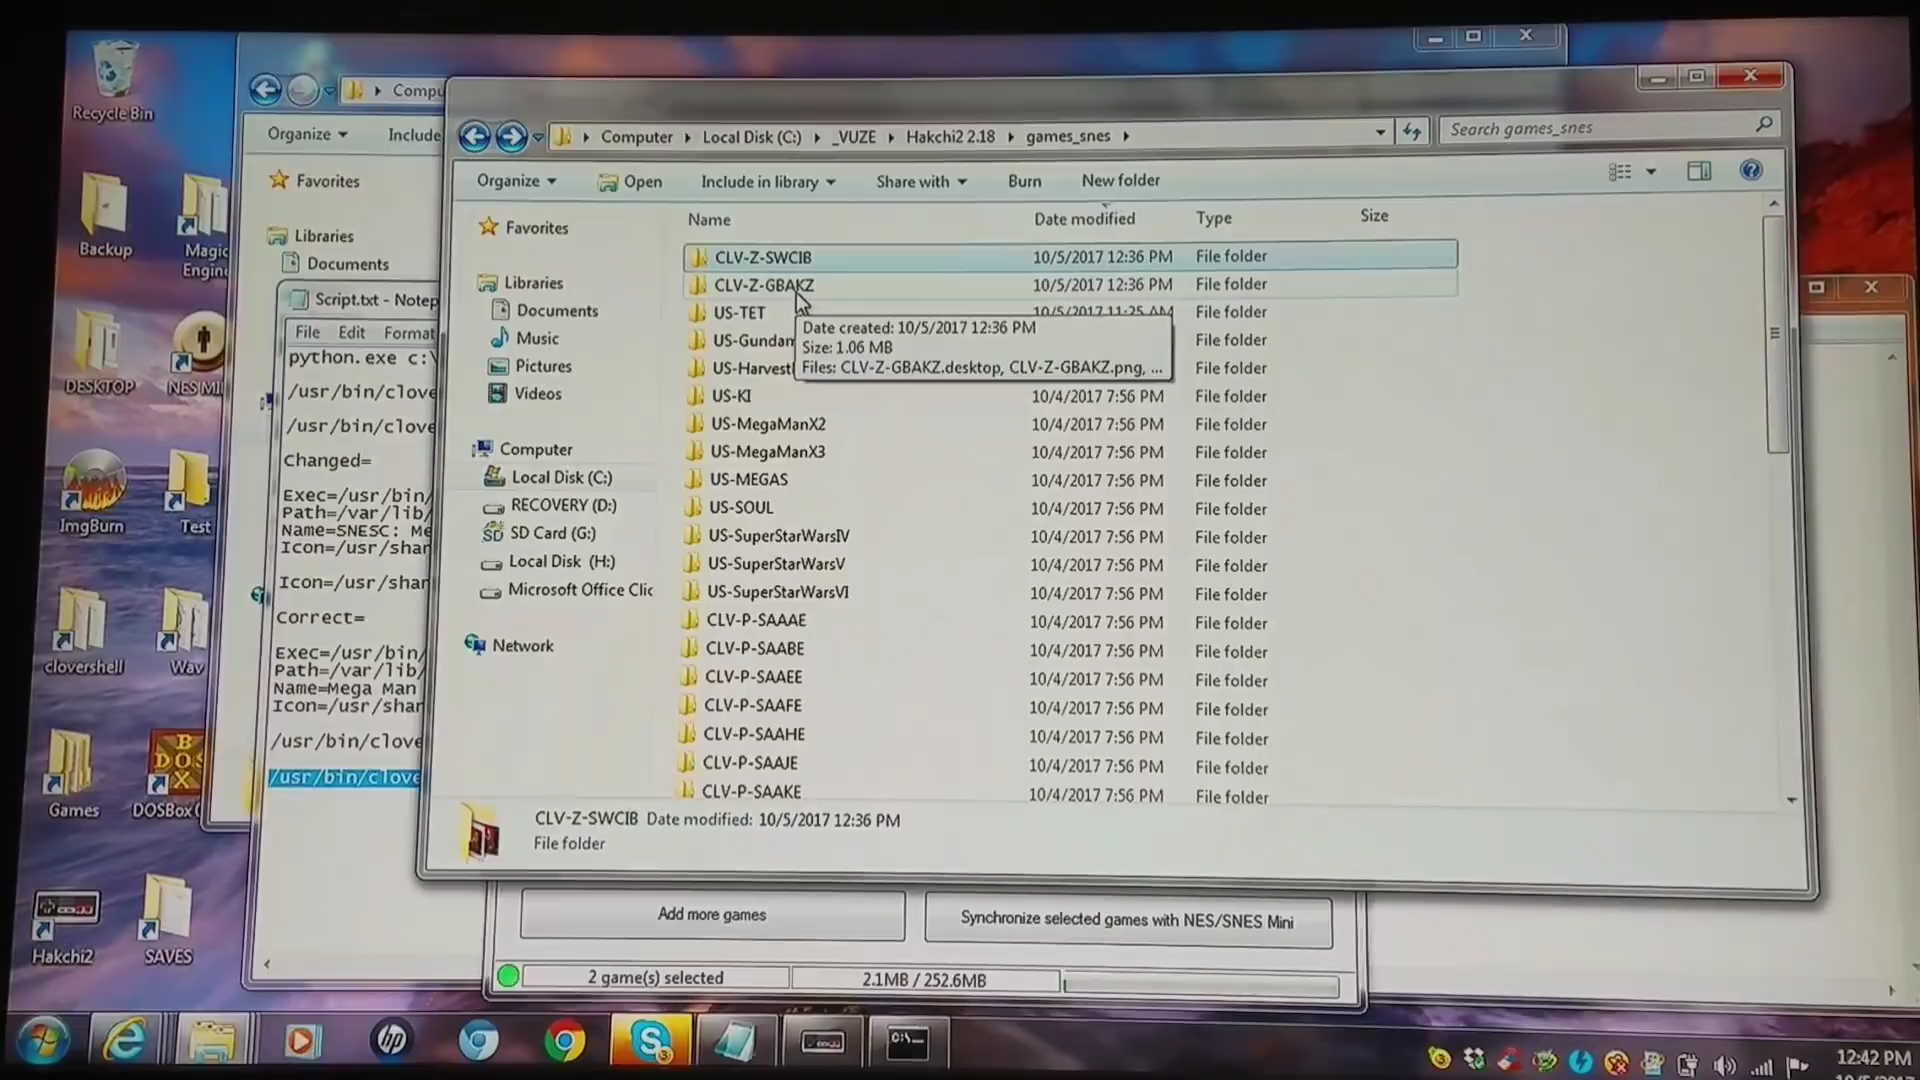 Recycle Bin
Backup
Magic
Engine
DESKTOP
NES MI
ImgBurn
Test
clovershell
Wav
Games
DOSBox
Hakchi2
SAVES
Compu
Organize
Include
Favorites
Libraries
Documents
Script.txt - Notep
File Edit Format
python.exe c:\
/usr/bin/clove
/usr/bin/clove
Changed=
Exec=/usr/bin/
Path=/var/lib/
Name=SNESC: Me
Icon=/usr/shar
Icon=/usr/shar
Correct=
Exec=/usr/bin/
Path=/var/lib/
Name=Mega Man
Icon=/usr/shar
/usr/bin/clove
/usr/bin/clove
Computer Local Disk (C:) _VUZE Hakchi2 2.18 games_snes
Search games_snes
Organize Open Include in library Share with Burn New folder
Favorites
Libraries
Documents
Music
Pictures
Videos
Computer
Local Disk (C:)
RECOVERY (D:)
SD Card (G:)
Local Disk (H:)
Microsoft Office Clic
Network
Name Date modified Type Size
CLV-Z-SWCIB 10/5/2017 12:36 PM File folder
CLV-Z-GBAKZ 10/5/2017 12:36 PM File folder
US-TET 10/5/2017 11:25 AM File folder
US-Gundam File folder
US-Harvest File folder
Date created: 10/5/2017 12:36 PM
Size: 1.06 MB
Files: CLV-Z-GBAKZ.desktop, CLV-Z-GBAKZ.png, ...
US-KI 10/4/2017 7:56 PM File folder
US-MegaManX2 10/4/2017 7:56 PM File folder
US-MegaManX3 10/4/2017 7:56 PM File folder
US-MEGAS 10/4/2017 7:56 PM File folder
US-SOUL 10/4/2017 7:56 PM File folder
US-SuperStarWarsIV 10/4/2017 7:56 PM File folder
US-SuperStarWarsV 10/4/2017 7:56 PM File folder
US-SuperStarWarsVI 10/4/2017 7:56 PM File folder
CLV-P-SAAAE 10/4/2017 7:56 PM File folder
CLV-P-SAABE 10/4/2017 7:56 PM File folder
CLV-P-SAAEE 10/4/2017 7:56 PM File folder
CLV-P-SAAFE 10/4/2017 7:56 PM File folder
CLV-P-SAAHE 10/4/2017 7:56 PM File folder
CLV-P-SAAJE 10/4/2017 7:56 PM File folder
CLV-P-SAAKE 10/4/2017 7:56 PM File folder
CLV-Z-SWCIB Date modified: 10/5/2017 12:36 PM
File folder
Add more games
Synchronize selected games with NES/SNES Mini
2 game(s) selected
2.1MB / 252.6MB
12:42 PM